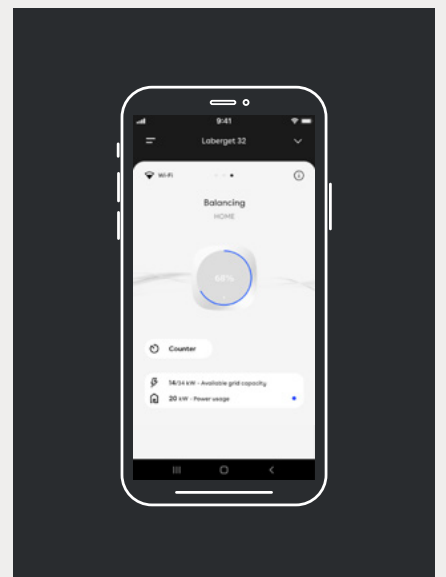 9:41
Laberget 32
Wi-Fi
Balancing
HOME
68%
Counter
14/34 kW - Available grid capacity
20 kW - Power usage